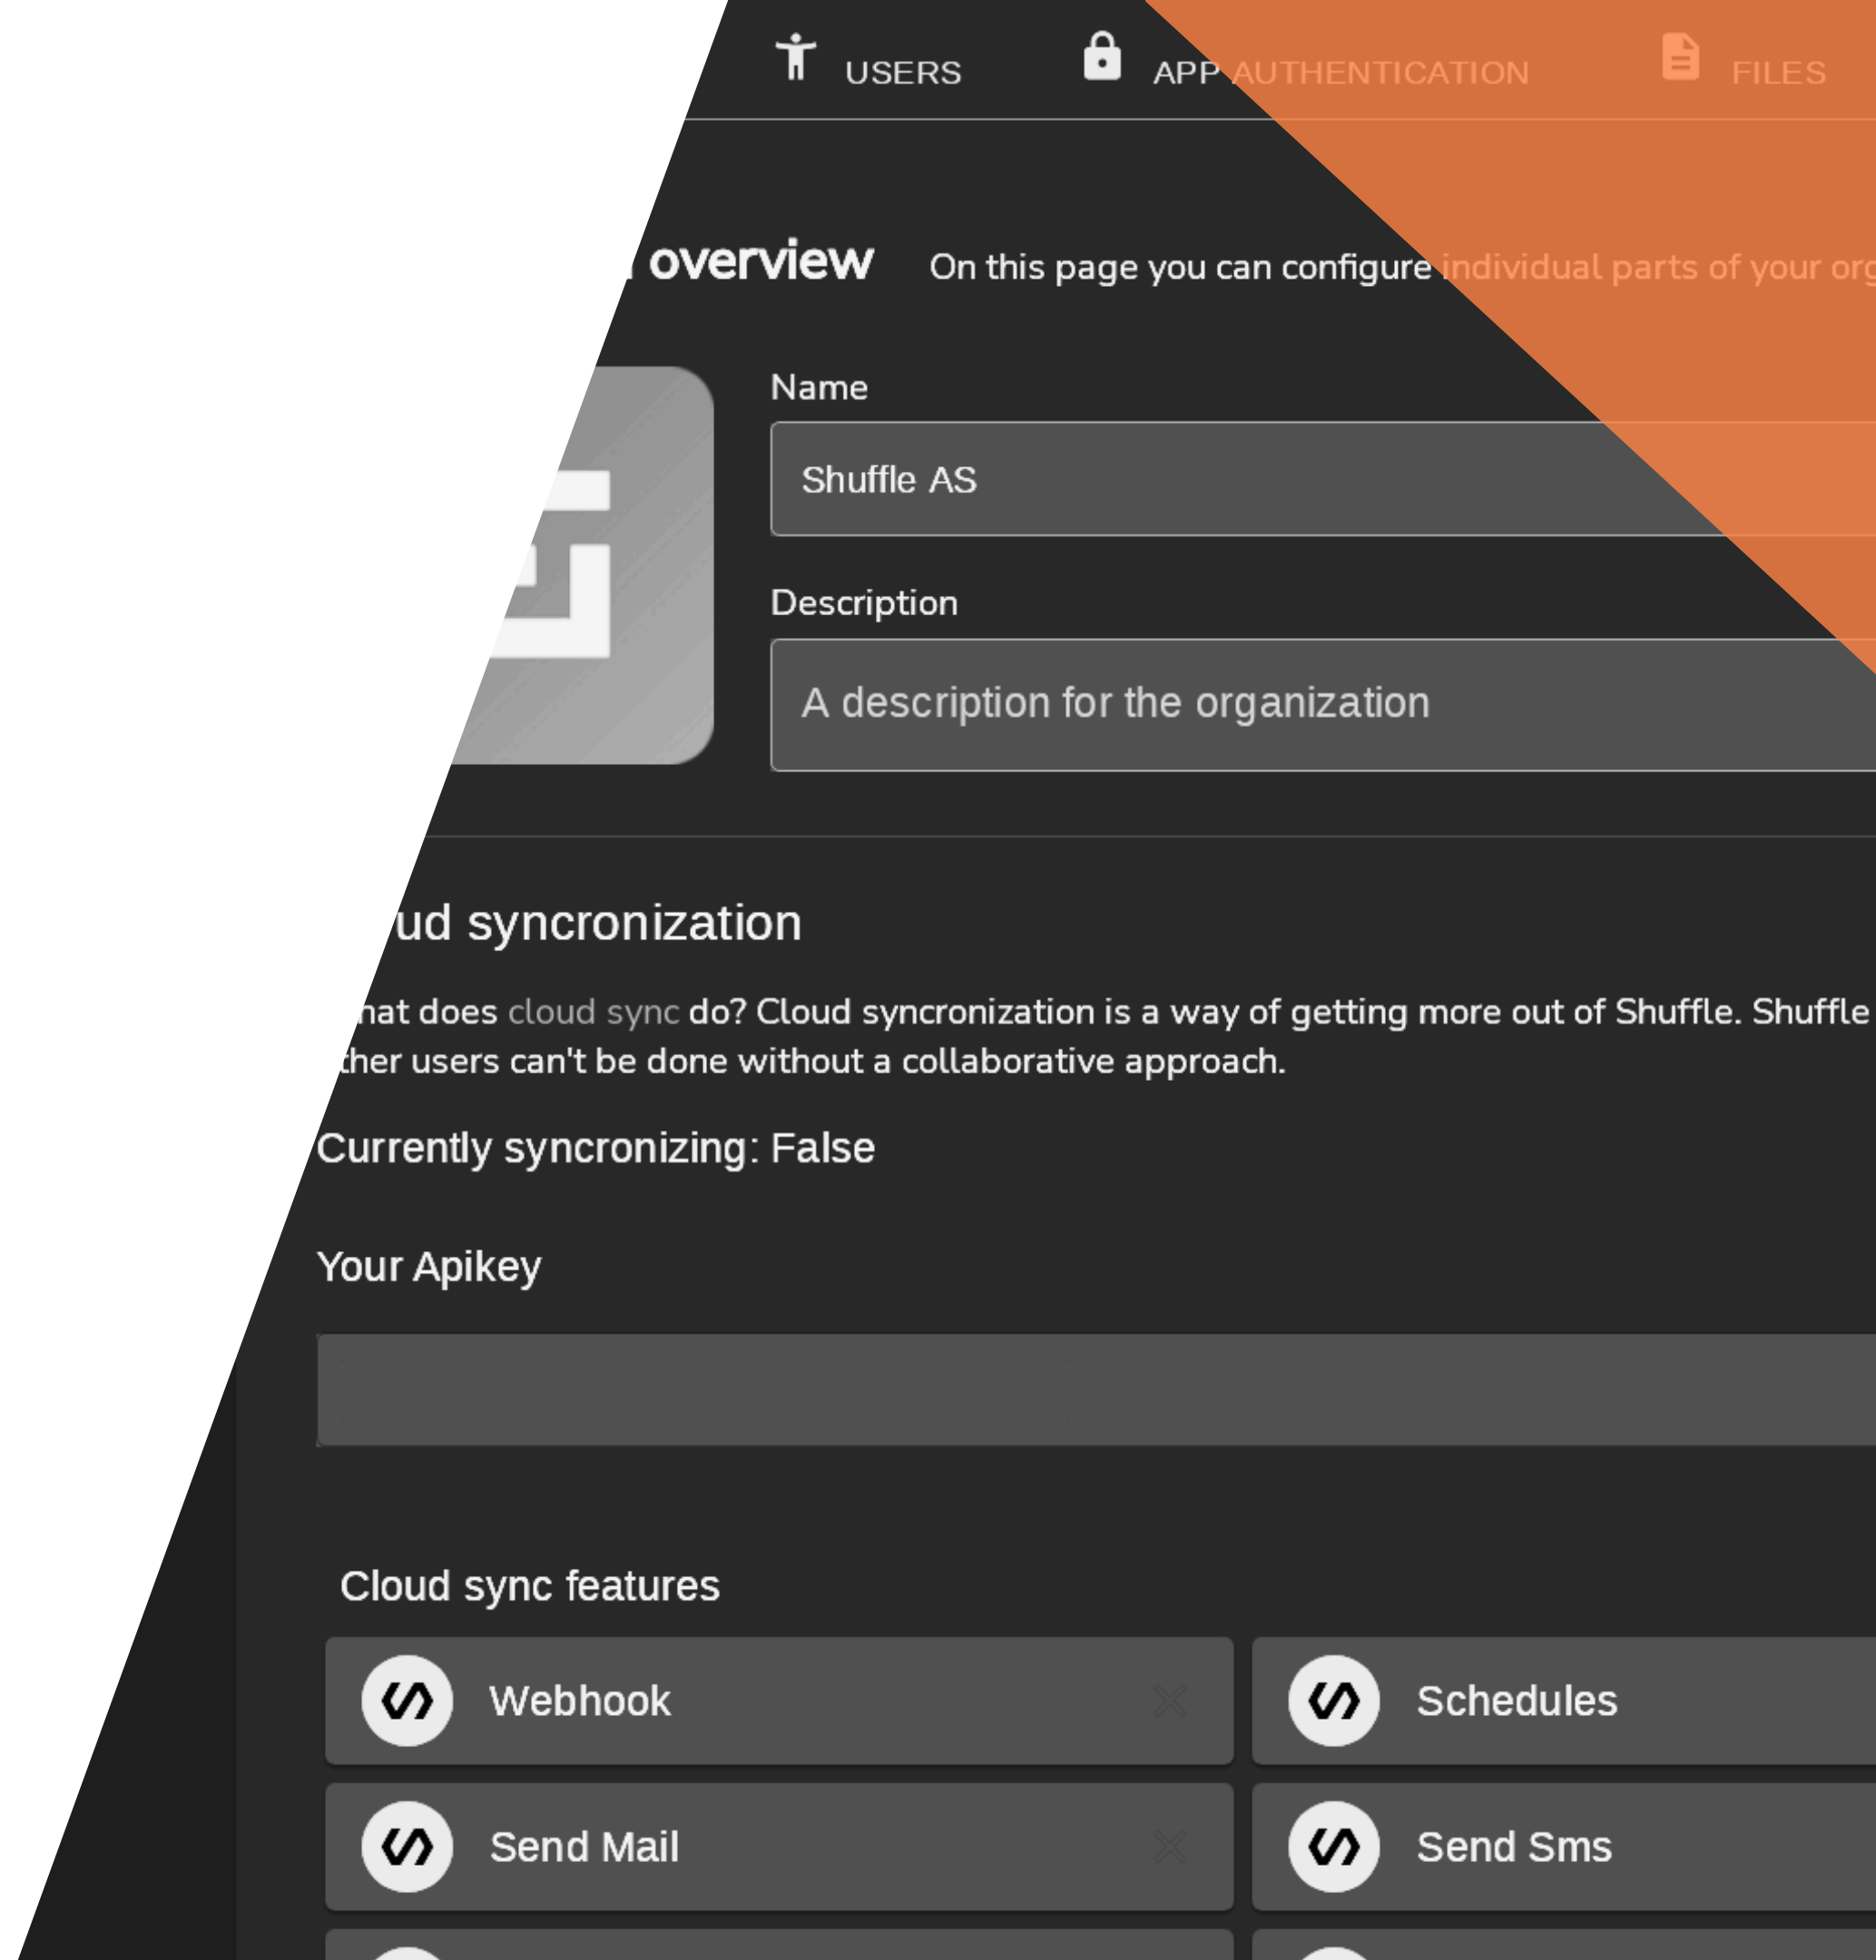 USERS APP AUTHENTICATION FILES
overview On this page you can configure individual parts of your
Name
Shuffle AS
Description
A description for the organization
ud syncronization
hat does cloud sync do? Cloud syncronization is a way of getting more out of Shuffle. Shuffle
ther users can't be done without a collaborative approach.
Currently syncronizing: False
Your Apikey
Cloud sync features
Webhook Schedules
Send Mail Send Sms